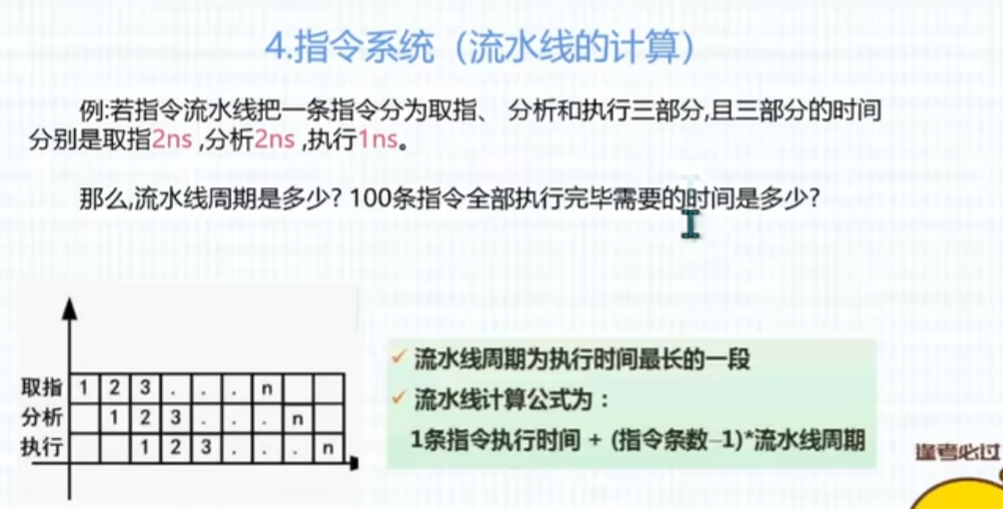 4.指令系统（流水线的计算）
例:若指令流水线把一条指令分为取指、 分析和执行三部分,且三部分的时间
分别是取指2ns ,分析2ns ,执行1ns。
那么,流水线周期是多少? 100条指令全部执行完毕需要的时间是多少?
取指 1 2 3 . . . n
分析 1 2 3 . . . n
执行 1 2 3 . . . n
✓ 流水线周期为执行时间最长的一段
✓ 流水线计算公式为：
1条指令执行时间 + (指令条数-1)*流水线周期
逢考必过